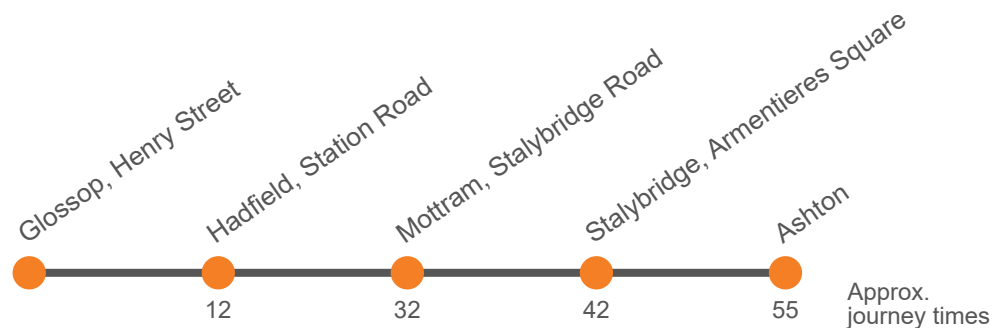 Glossop, Henry Street
Hadfield, Station Road
Mottram, Stalybridge Road
Stalybridge, Armentieres Square
Ashton
12
32
42
55
Approx.
journey times